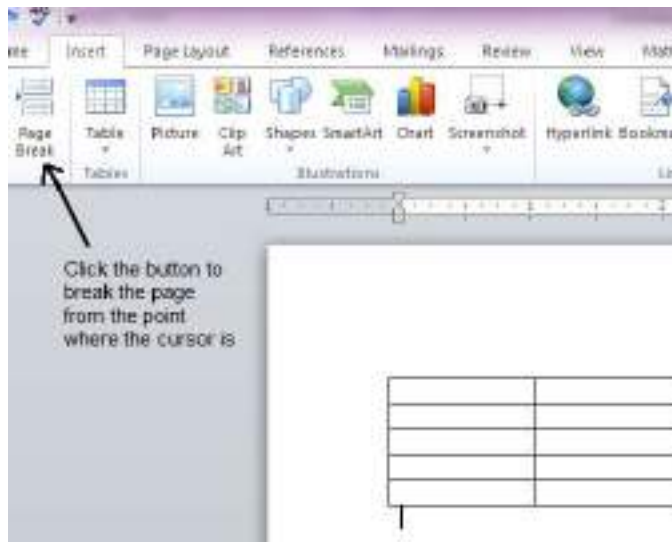 Insert Page Layout References Mailings Review View
Page Break Table Picture Clip Art Shapes SmartArt Chart Screenshot Hyperlink
Tables Illustrations
Click the button to
break the page
from the point
where the cursor is